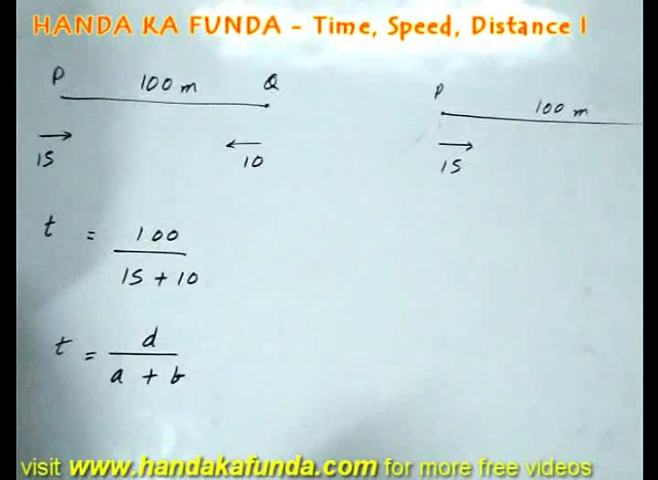 HANDA KA FUNDA - Time, Speed, Distance 1
P 100 m Q
15 10
t = 100
15 + 10
t = d
a + b
P 100 m
15
visit www.handakafunda.com for more free videos